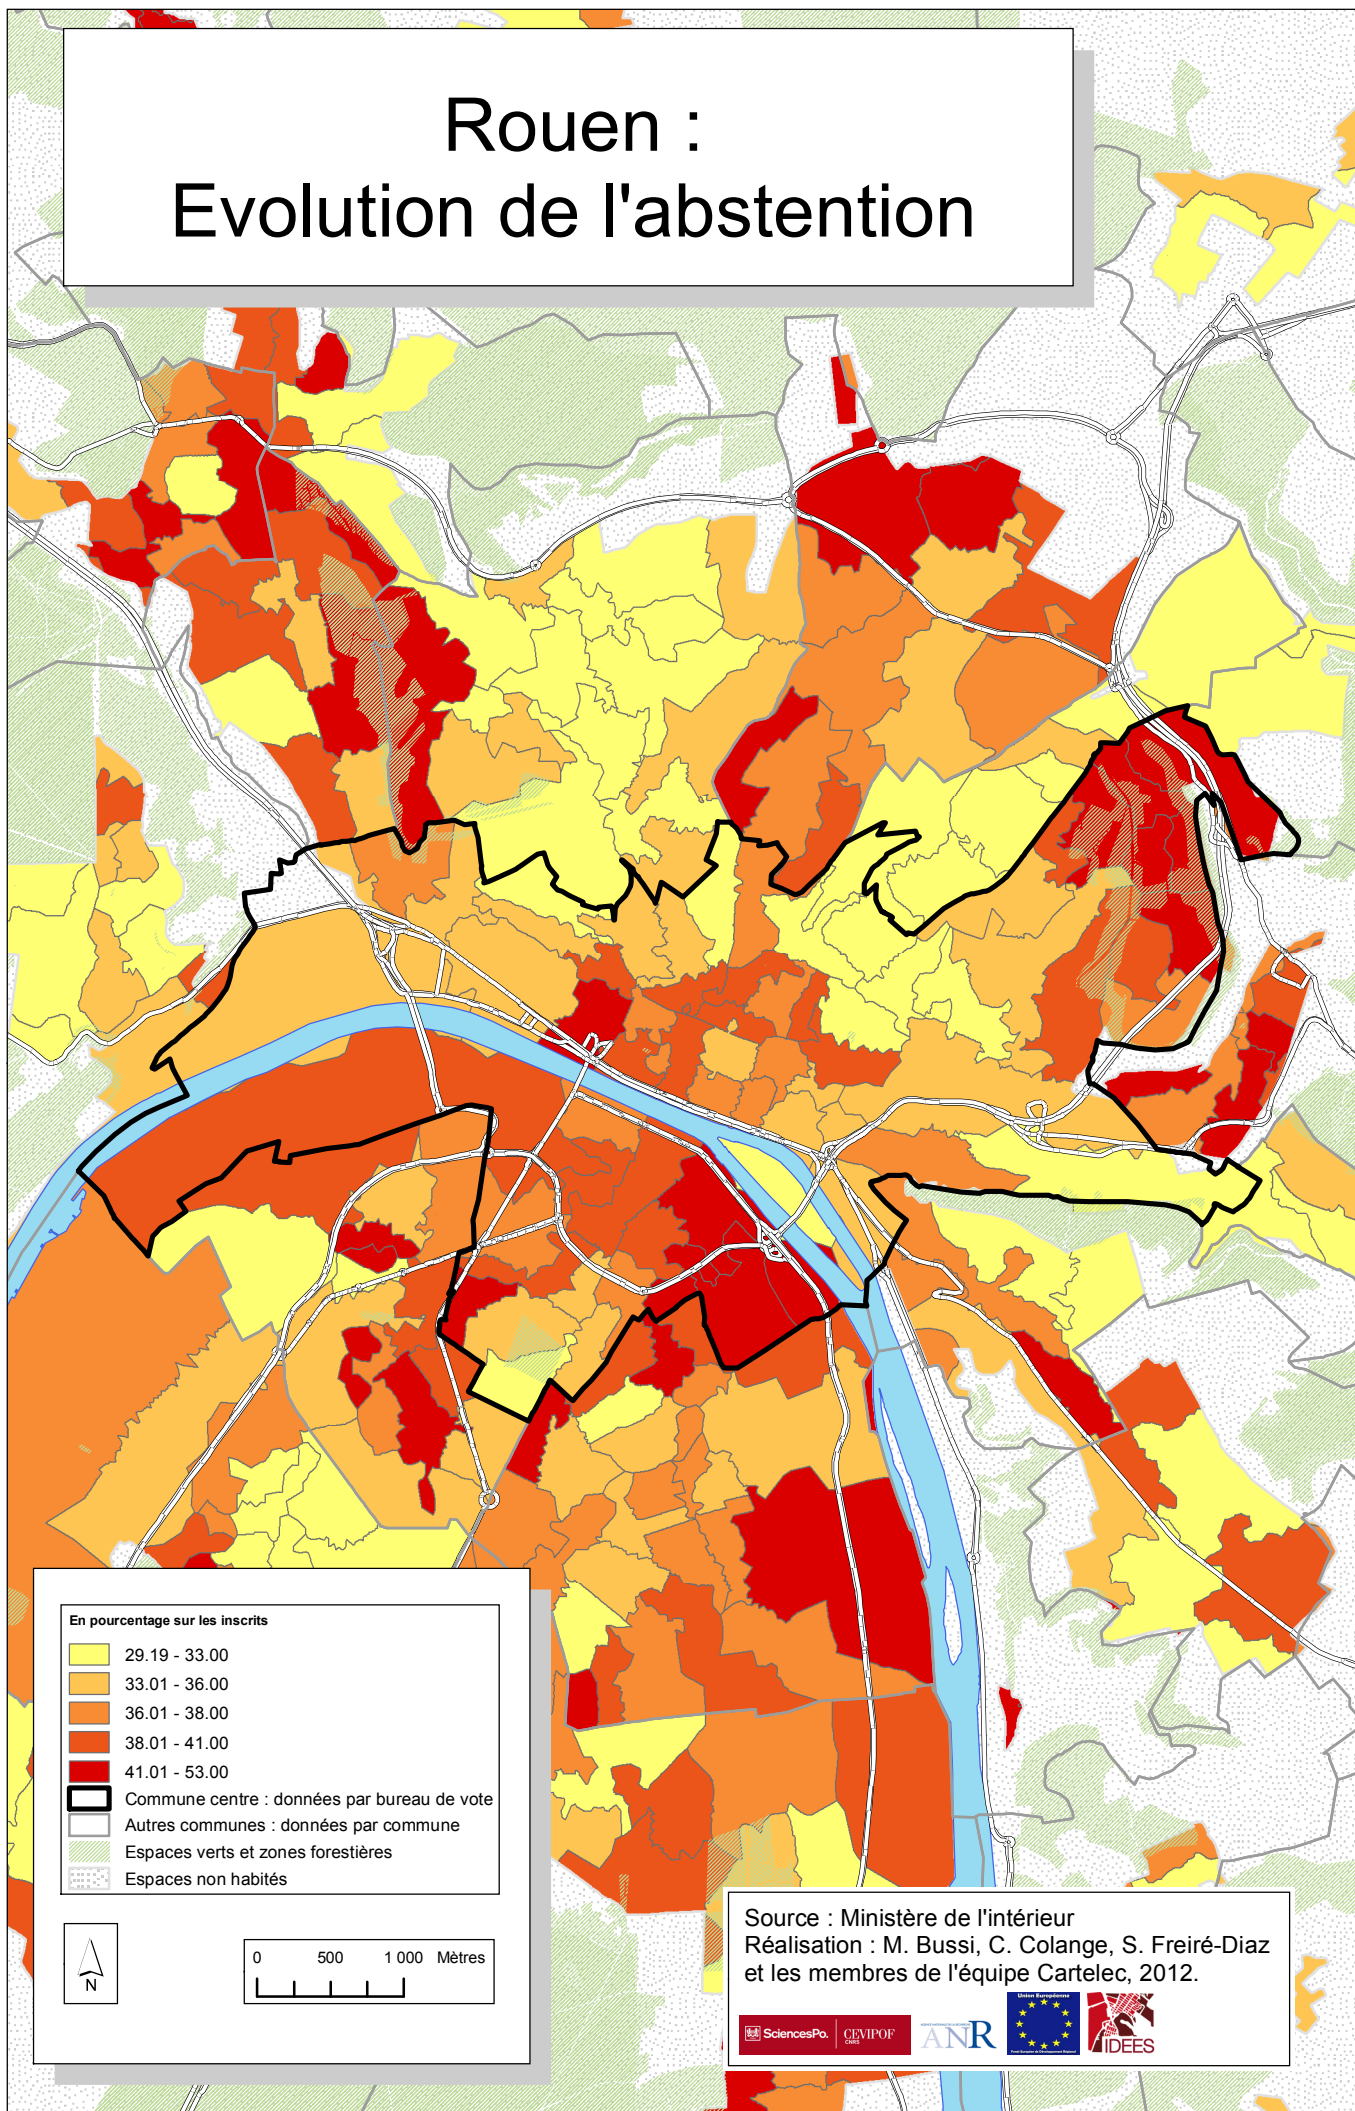 Rouen :
Evolution de l'abstention
En pourcentage sur les inscrits
29.19 - 33.00
33.01 - 36.00
36.01 - 38.00
38.01 - 41.00
41.01 - 53.00
Commune centre : données par bureau de vote
Autres communes : données par commune
Espaces verts et zones forestières
Espaces non habités
N
0 500 1 000 Mètres
Source : Ministère de l'intérieur
Réalisation : M. Bussi, C. Colange, S. Freiré-Diaz
et les membres de l'équipe Cartelec, 2012.
SciencesPo.
CEVIPOF
CNRS
ANR
Union Européenne
IDEES